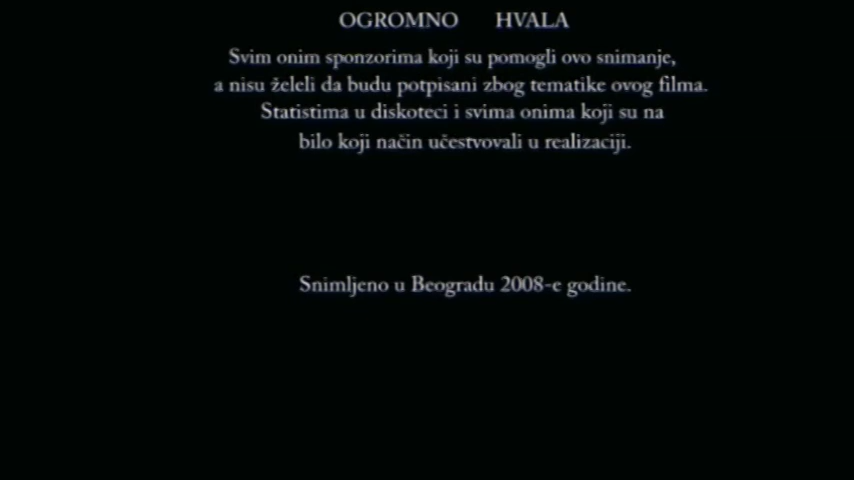 OGROMNO HVALA
Svim onim sponzorima koji su pomogli ovo snimanje,
a nisu želeli da budu potpisani zbog tematike ovog filma.
Statistima u diskoteci i svima onima koji su na
bilo koji način učestvovali u realizaciji.
Snimljeno u Beogradu 2008-e godine.